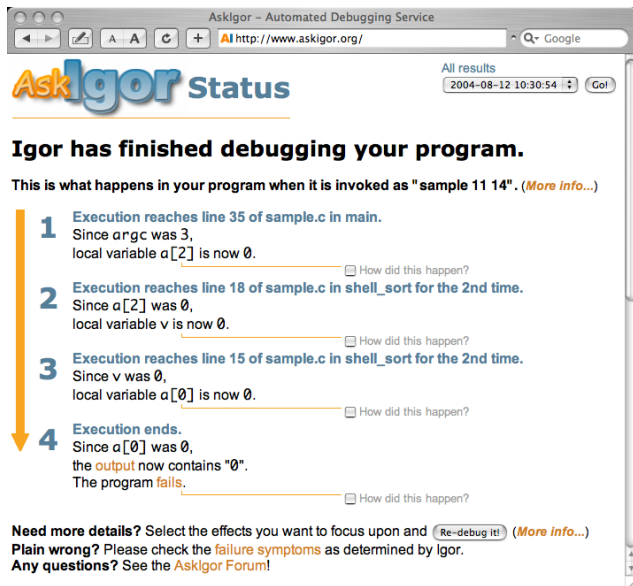 AskIgor – Automated Debugging Service
A A + AI http://www.askigor.org/ Q Google
AskIgor Status
All results
2004-08-12 10:30:54 Go!
Igor has finished debugging your program.
This is what happens in your program when it is invoked as "sample 11 14". (More info...)
1 Execution reaches line 35 of sample.c in main.
Since argc was 3,
local variable a[2] is now 0.
How did this happen?
2 Execution reaches line 18 of sample.c in shell_sort for the 2nd time.
Since a[2] was 0,
local variable v is now 0.
How did this happen?
3 Execution reaches line 15 of sample.c in shell_sort for the 2nd time.
Since v was 0,
local variable a[0] is now 0.
How did this happen?
4 Execution ends.
Since a[0] was 0,
the output now contains "0".
The program fails.
How did this happen?
Need more details? Select the effects you want to focus upon and Re-debug it! (More info...)
Plain wrong? Please check the failure symptoms as determined by Igor.
Any questions? See the AskIgor Forum!